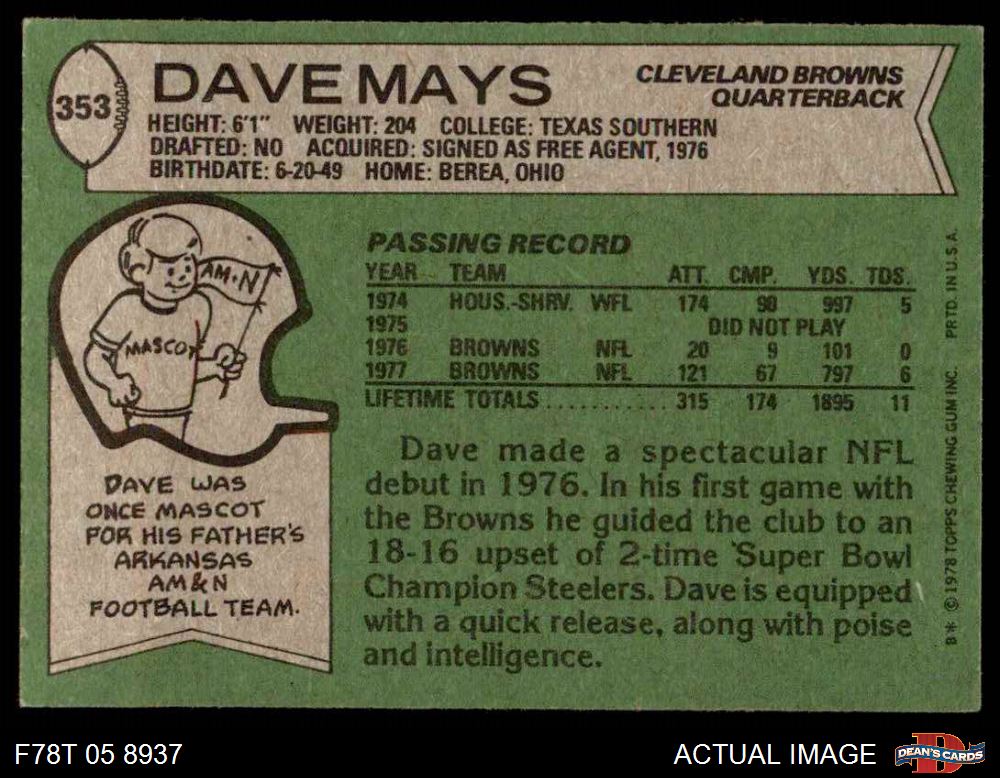 353
DAVE MAYS
CLEVELAND BROWNS
QUARTERBACK
HEIGHT: 6'1" WEIGHT: 204 COLLEGE: TEXAS SOUTHERN
DRAFTED: NO ACQUIRED: SIGNED AS FREE AGENT, 1976
BIRTHDATE: 6-20-49 HOME: BEREA, OHIO
AM&N
MASCOT
DAVE WAS
ONCE MASCOT
FOR HIS FATHER'S
ARKANSAS
AM&N
FOOTBALL TEAM.
PASSING RECORD
YEAR TEAM ATT. CMP. YDS. TDS.
1974 HOUS.-SHRV. WFL 174 98 997 5
1975 DID NOT PLAY
1976 BROWNS NFL 20 9 101 0
1977 BROWNS NFL 121 67 797 6
LIFETIME TOTALS............ 315 174 1895 11
Dave made a spectacular NFL
debut in 1976. In his first game with
the Browns he guided the club to an
18-16 upset of 2-time Super Bowl
Champion Steelers. Dave is equipped
with a quick release, along with poise
and intelligence.
B* © 1978 TOPPS CHEWING GUM INC. PRTD. IN U.S.A.
F78T 05 8937
ACTUAL IMAGE
D
DEAN'S CARDS